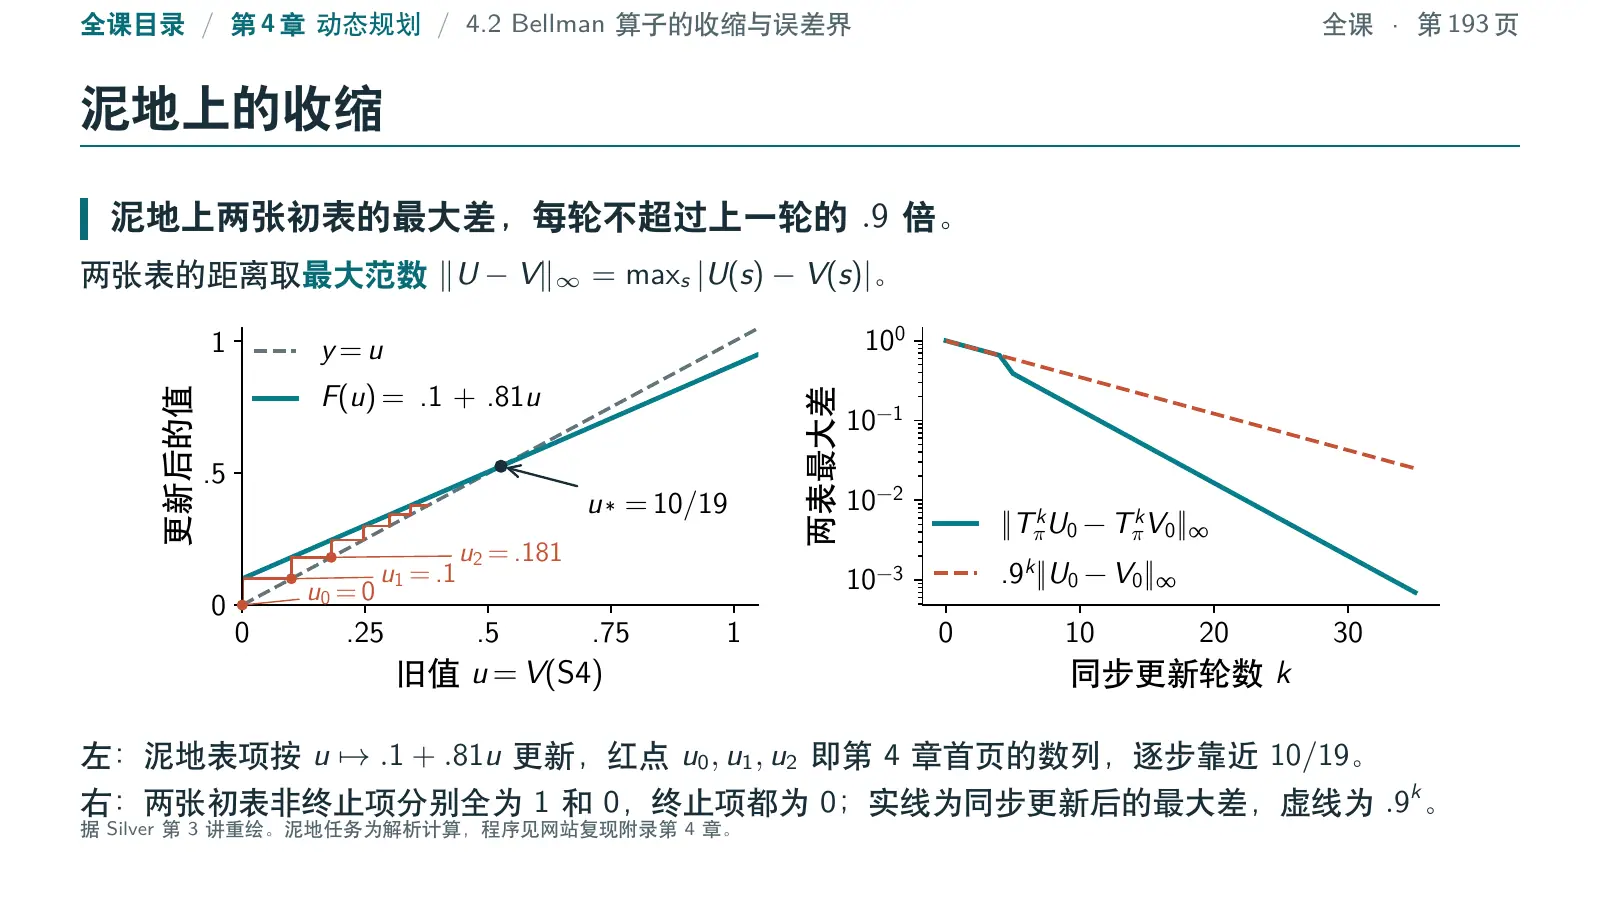 全课目录 / 第 4 章 动态规划 / 4.2 Bellman 算子的收缩与误差界
全课 · 第 193 页
泥地上的收缩
泥地上两张初表的最大差，每轮不超过上一轮的 .9 倍。
两张表的距离取最大范数 ‖U − V‖∞ = maxₛ |U(s) − V(s)|。
更新后的值
1
.5
0
y = u
F(u) = .1 + .81u
u* = 10/19
u₂ = .181
u₁ = .1
u₀ = 0
0 .25 .5 .75 1
旧值 u = V(S4)
两表最大差
10⁰
10⁻¹
10⁻²
10⁻³
‖T_π^k U₀ − T_π^k V₀‖∞
.9ᵏ‖U₀ − V₀‖∞
0 10 20 30
同步更新轮数 k
左：泥地表项按 u ↦ .1 + .81u 更新，红点 u₀, u₁, u₂ 即第 4 章首页的数列，逐步靠近 10/19。
右：两张初表非终止项分别全为 1 和 0，终止项都为 0；实线为同步更新后的最大差，虚线为 .9ᵏ。
据 Silver 第 3 讲重绘。泥地任务为解析计算，程序见网站复现附录第 4 章。